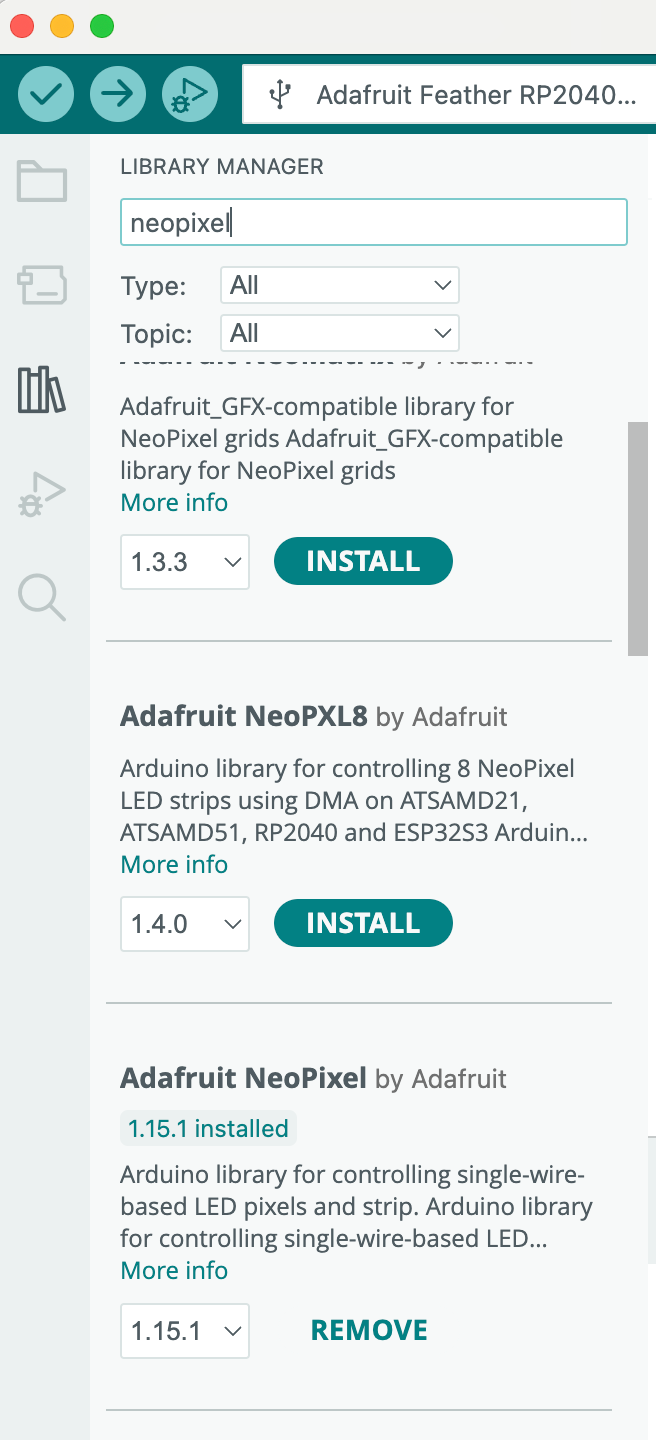 Adafruit Feather RP2040...
LIBRARY MANAGER
neopixel
Type: All
Topic: All
Adafruit NeoMatrix by Adafruit
Adafruit_GFX-compatible library for
NeoPixel grids Adafruit_GFX-compatible
library for NeoPixel grids
More info
1.3.3 INSTALL
Adafruit NeoPXL8 by Adafruit
Arduino library for controlling 8 NeoPixel
LED strips using DMA on ATSAMD21,
ATSAMD51, RP2040 and ESP32S3 Arduin...
More info
1.4.0 INSTALL
Adafruit NeoPixel by Adafruit
1.15.1 installed
Arduino library for controlling single-wire-
based LED pixels and strip. Arduino library
for controlling single-wire-based LED...
More info
1.15.1 REMOVE